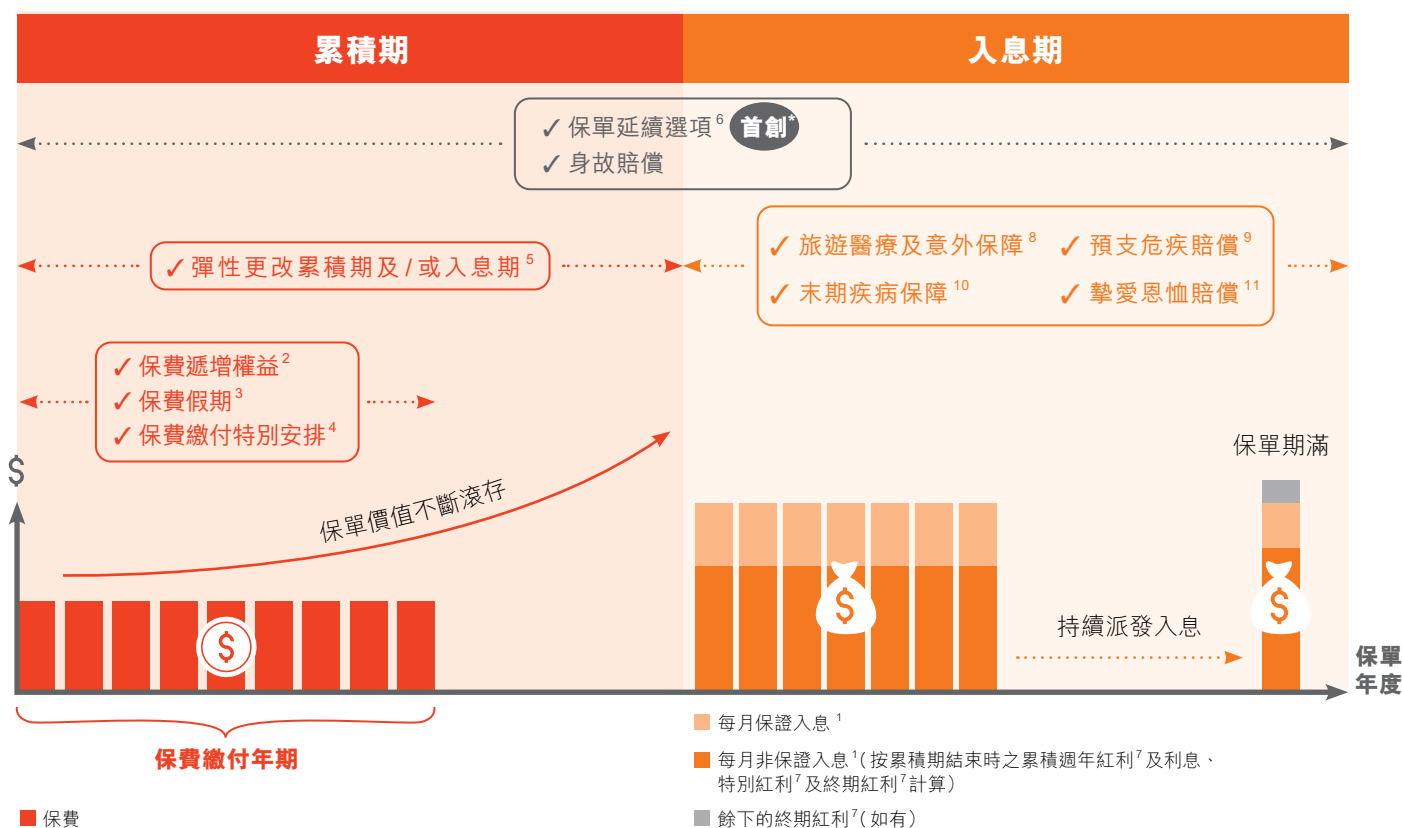 累積期
入息期
✓ 保單延續選項⁶ 首創*
✓ 身故賠償
✓ 彈性更改累積期及/或入息期⁵
✓ 旅遊醫療及意外保障⁸ ✓ 預支危疾賠償⁹
✓ 末期疾病保障¹⁰ ✓ 摯愛恩恤賠償¹¹
✓ 保費遞增權益²
✓ 保費假期³
✓ 保費繳付特別安排⁴
保單期滿
$
保單價值不斷滾存
$
$
$
持續派發入息
保單
年度
保費繳付年期
保費
每月保證入息¹
每月非保證入息¹(按累積期結束時之累積週年紅利⁷及利息、
特別紅利⁷及終期紅利⁷計算)
餘下的終期紅利⁷(如有)